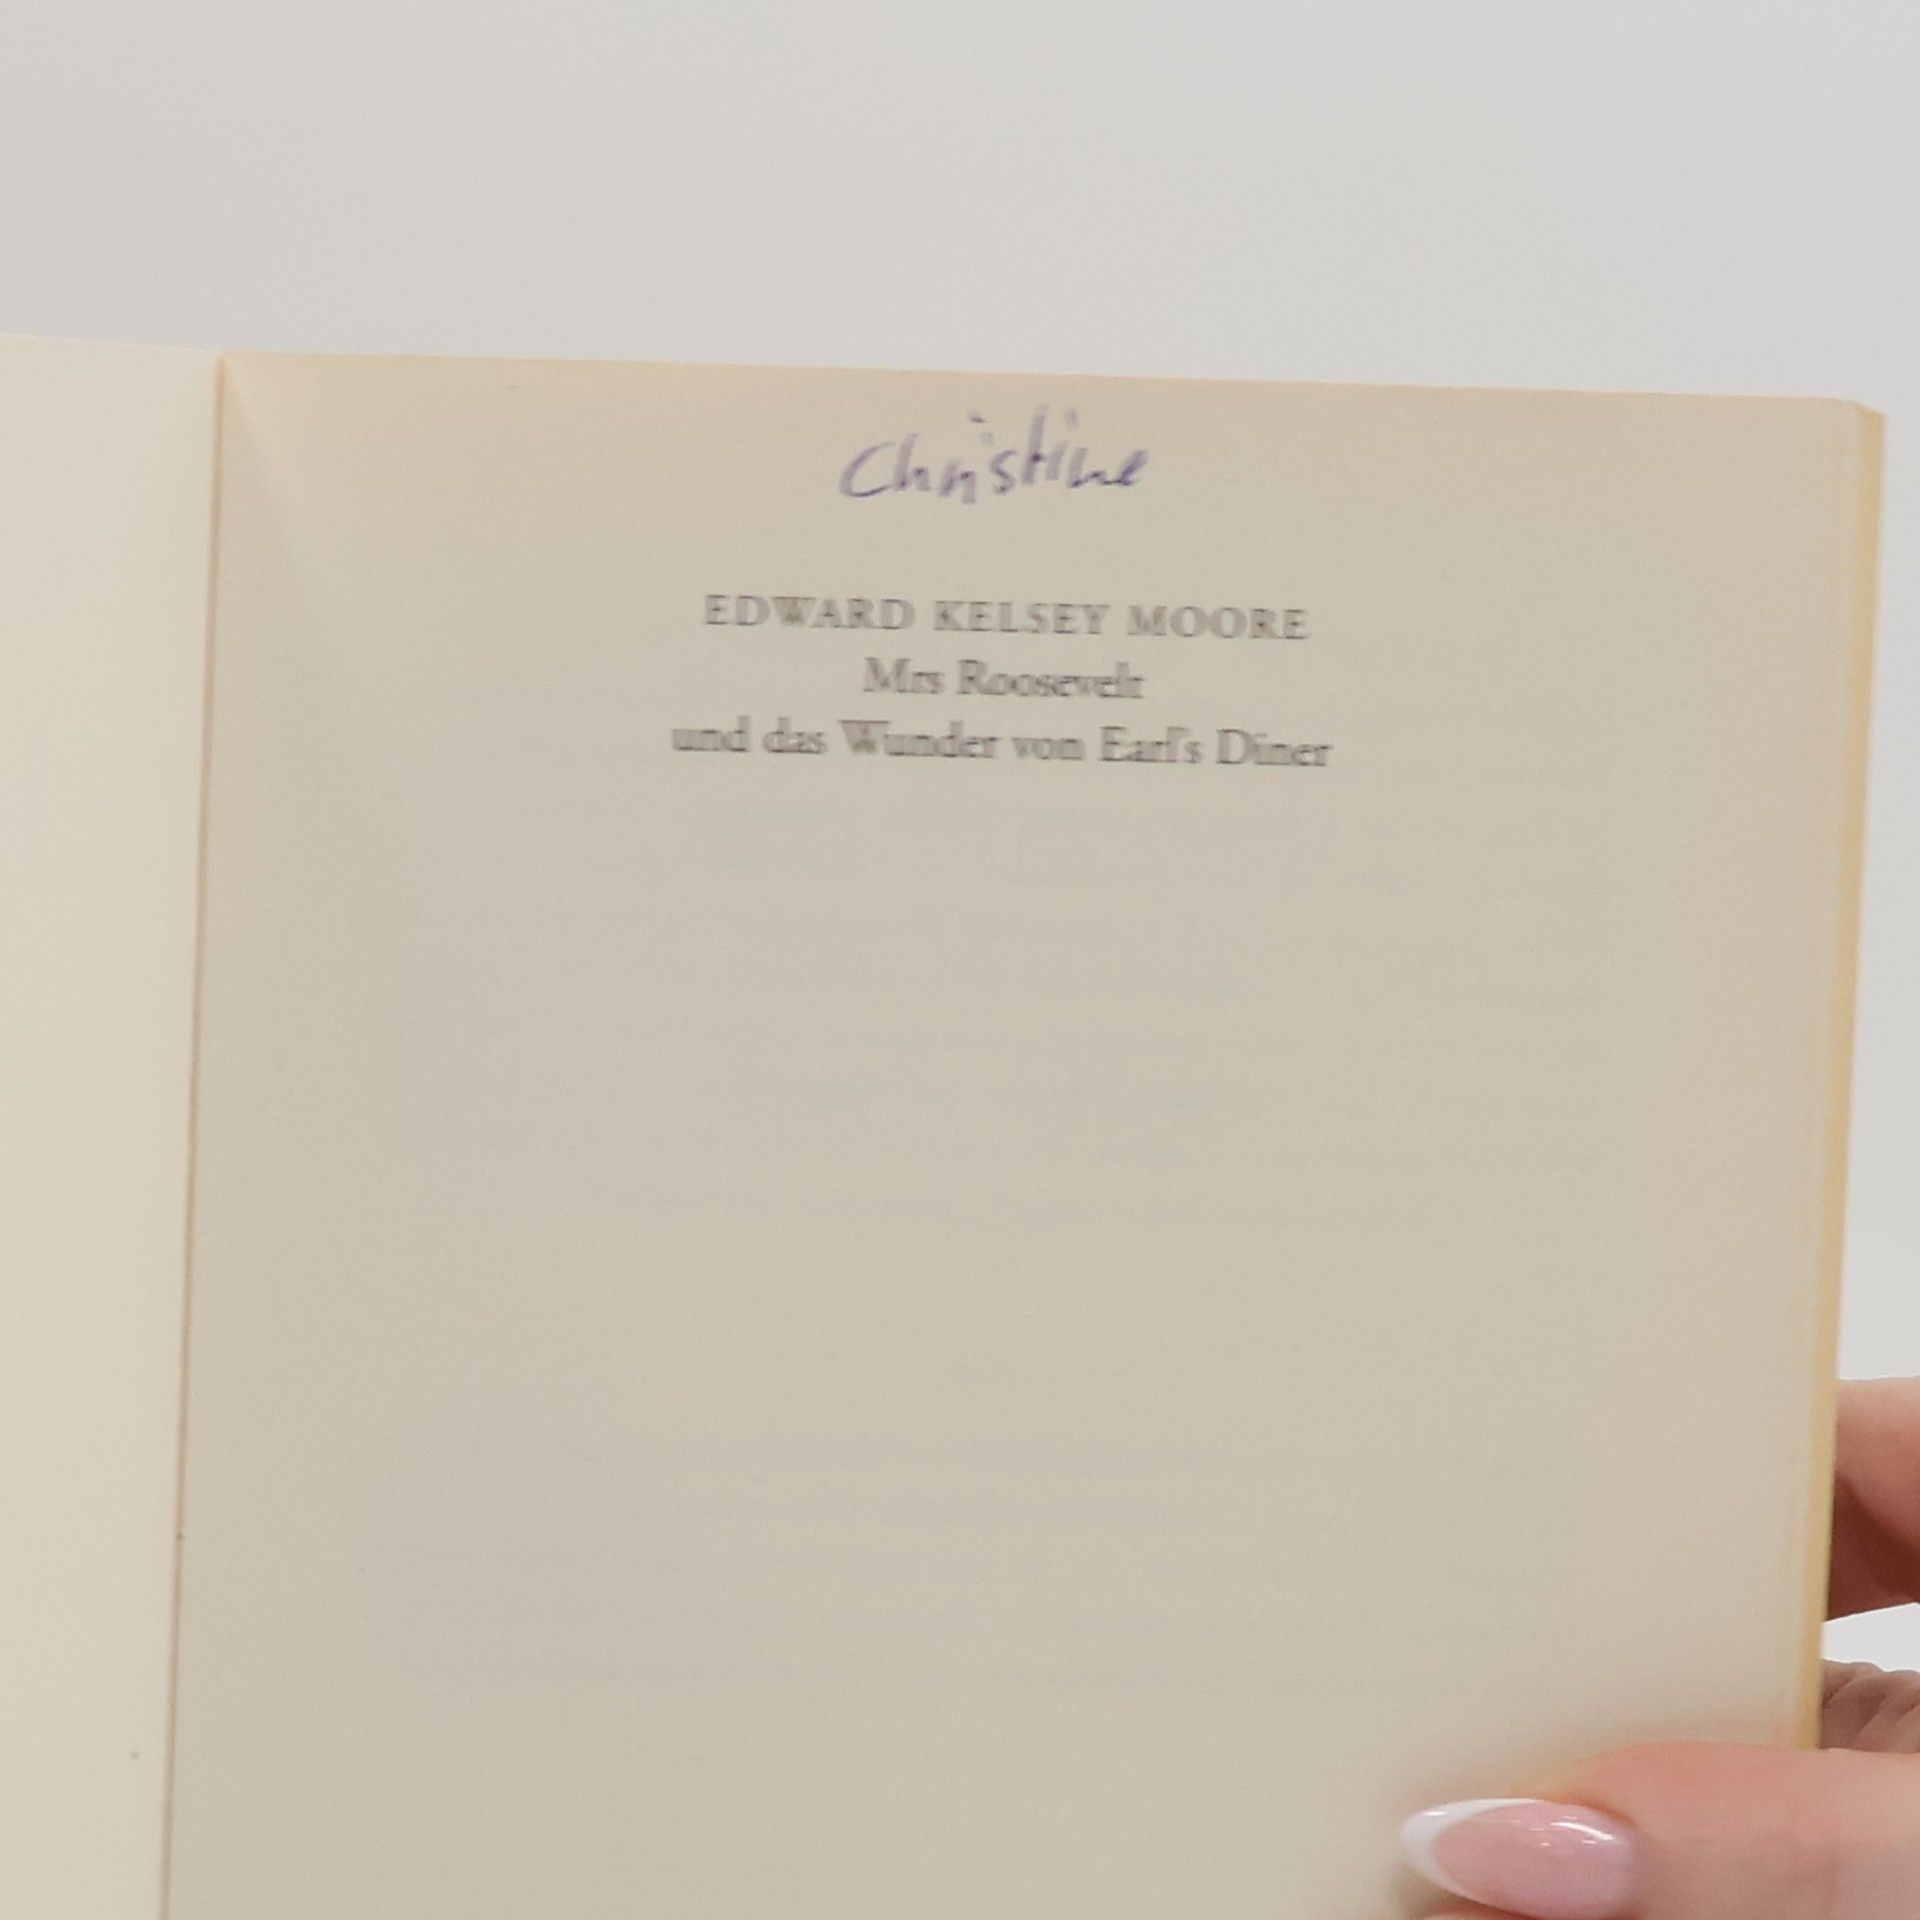 Christine
EDWARD KELSEY MOORE
Mrs Roosevelt
und das Wunder von Earl's Diner